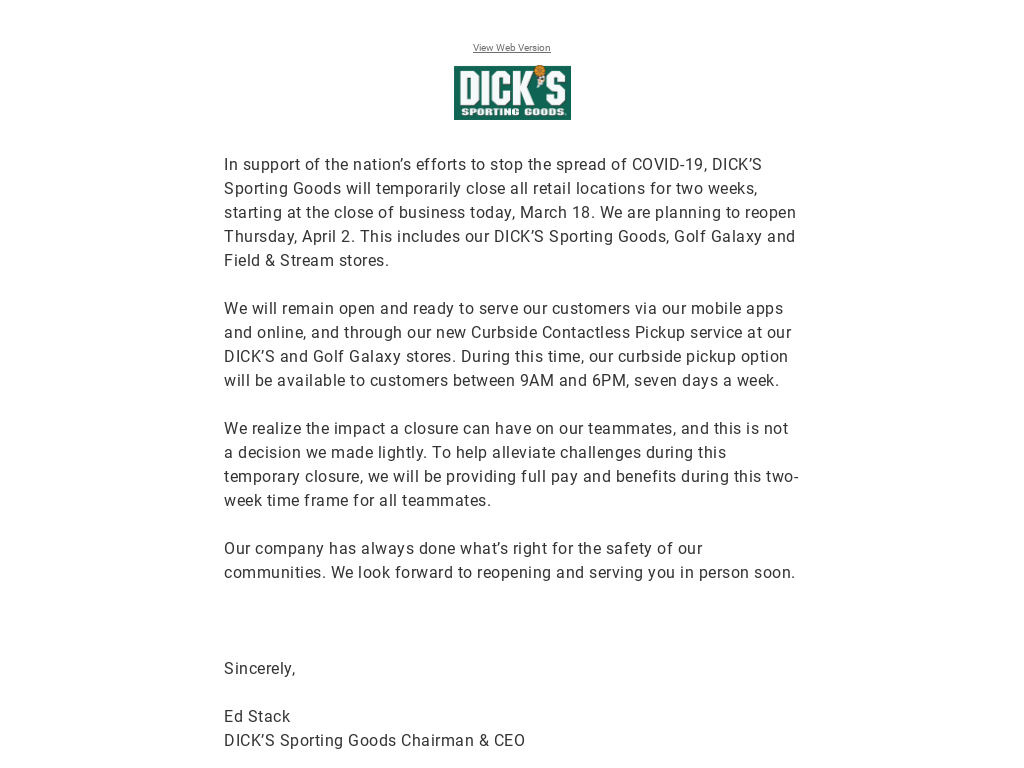 View Web Version
DICK'S
SPORTING GOODS
In support of the nation’s efforts to stop the spread of COVID-19, DICK’S
Sporting Goods will temporarily close all retail locations for two weeks,
starting at the close of business today, March 18. We are planning to reopen
Thursday, April 2. This includes our DICK’S Sporting Goods, Golf Galaxy and
Field & Stream stores.
We will remain open and ready to serve our customers via our mobile apps
and online, and through our new Curbside Contactless Pickup service at our
DICK’S and Golf Galaxy stores. During this time, our curbside pickup option
will be available to customers between 9AM and 6PM, seven days a week.
We realize the impact a closure can have on our teammates, and this is not
a decision we made lightly. To help alleviate challenges during this
temporary closure, we will be providing full pay and benefits during this two-
week time frame for all teammates.
Our company has always done what’s right for the safety of our
communities. We look forward to reopening and serving you in person soon.
Sincerely,
Ed Stack
DICK’S Sporting Goods Chairman & CEO